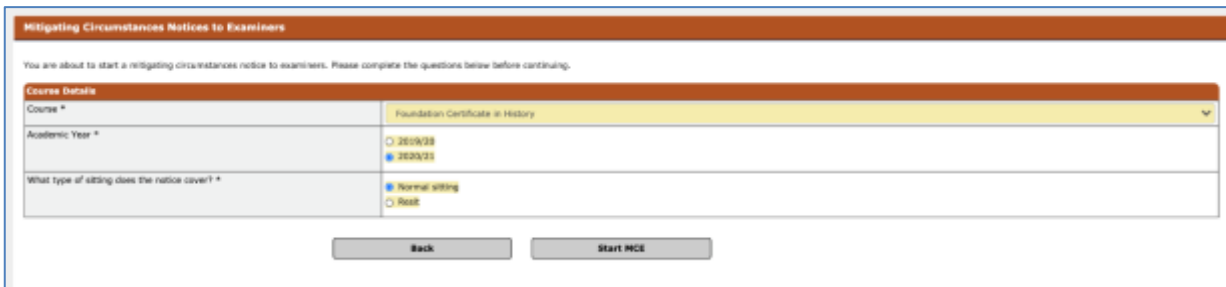 Mitigating Circumstances Notices to Examiners
You are about to start a mitigating circumstances notice to examiners. Please complete the questions below before continuing.
Course Details
Course *
Foundation Certificate in History
Academic Year *
2019/20
2020/21
What type of sitting does the notice cover? *
Normal sitting
Resit
Back
Start MCE